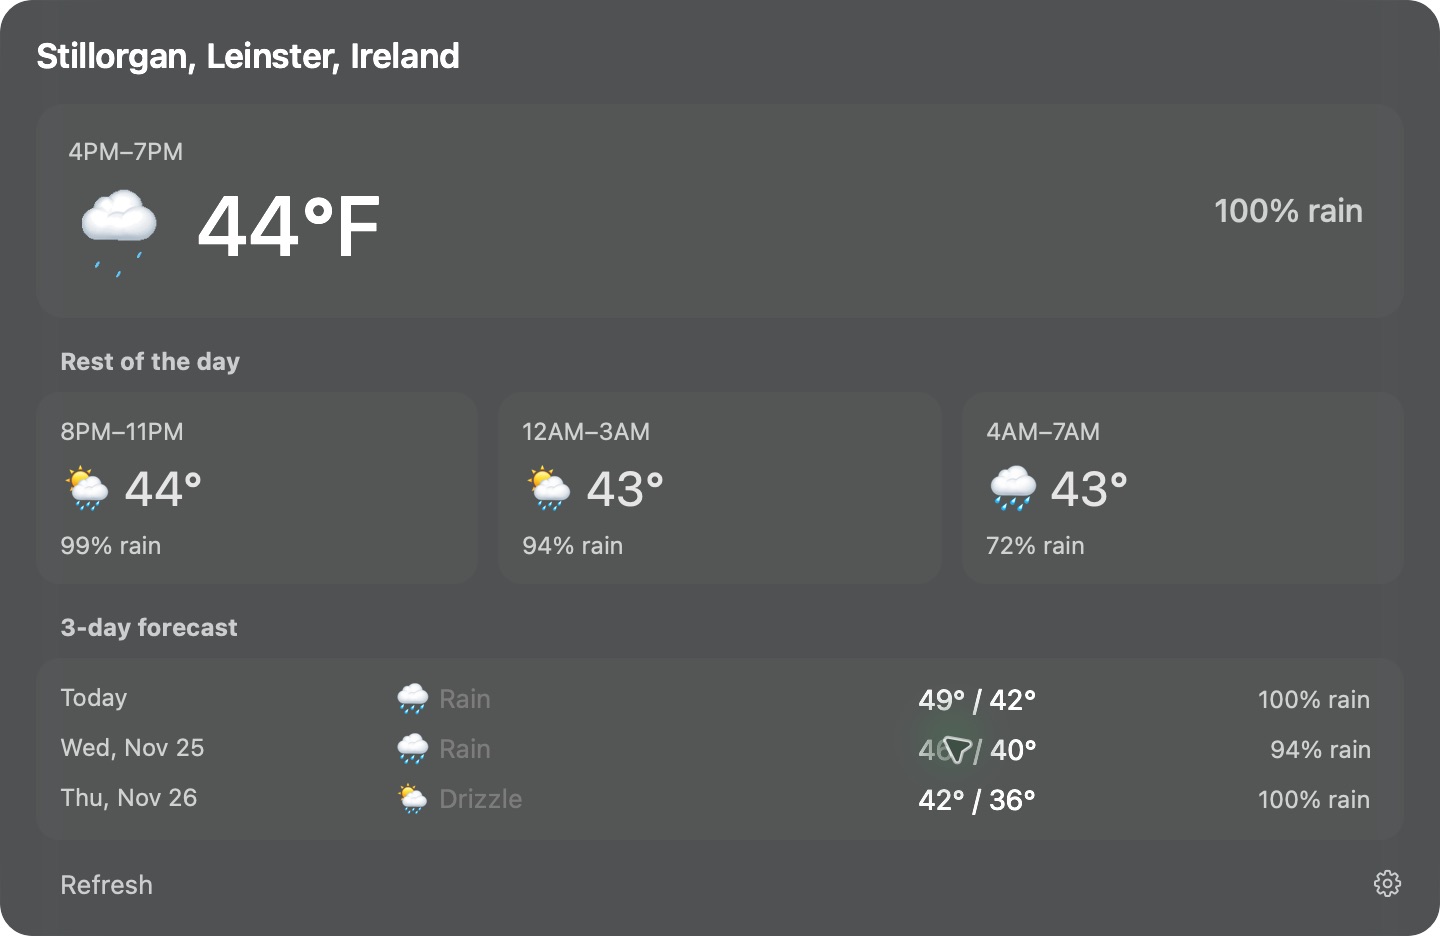 Stillorgan, Leinster, Ireland
4PM–7PM
44°F
100% rain
Rest of the day
8PM–11PM
44°
99% rain
12AM–3AM
43°
94% rain
4AM–7AM
43°
72% rain
3-day forecast
Today Rain 49° / 42° 100% rain
Wed, Nov 25 Rain / 40° 94% rain
Thu, Nov 26 Drizzle 42° / 36° 100% rain
Refresh